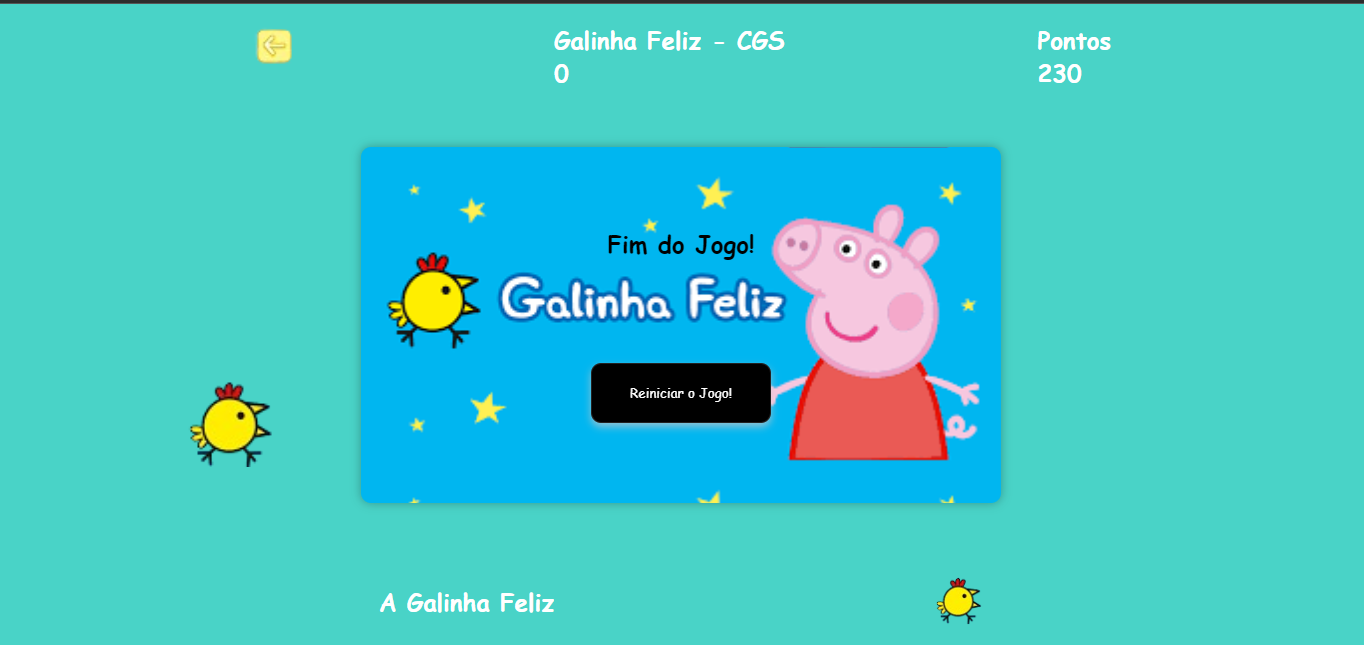 Galinha Feliz - CGS
0
Pontos
230
Fim do Jogo!
Galinha Feliz
Reiniciar o Jogo!
A Galinha Feliz